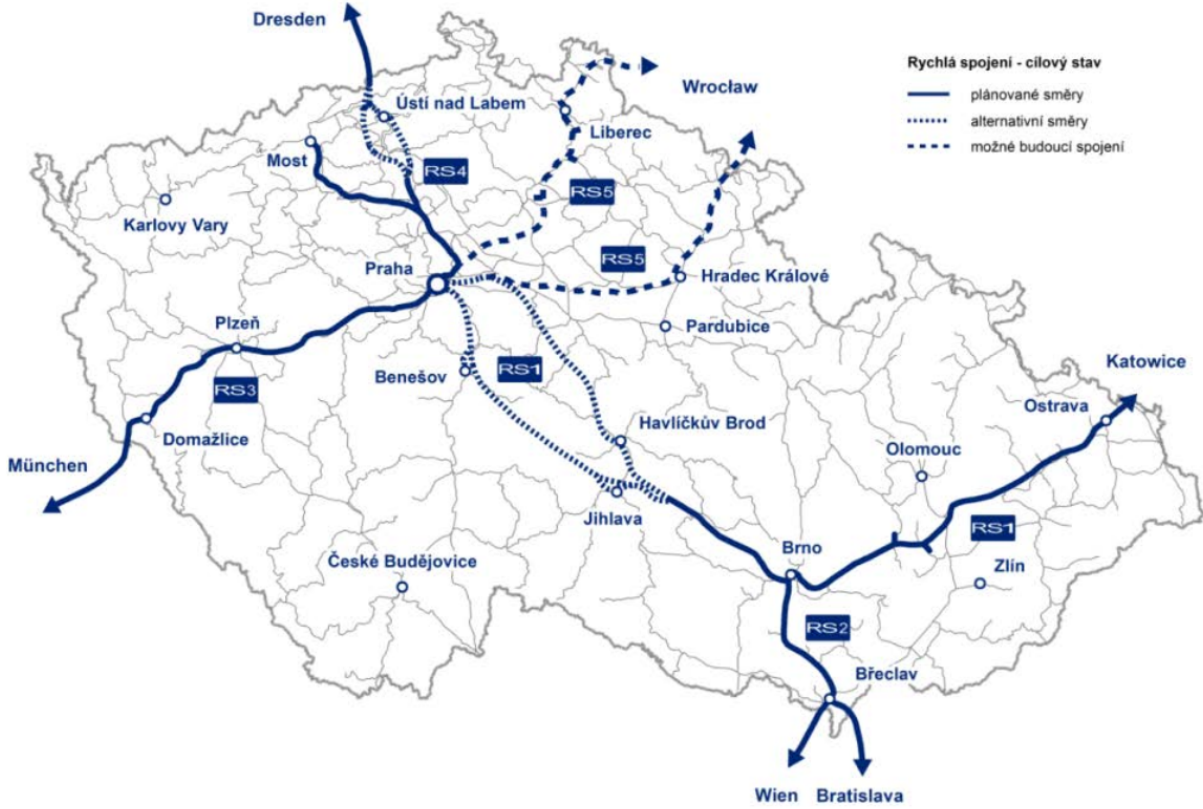 Dresden
Rychlá spojení - cílový stav
Wrocław
plánované směry
Ústí nad Labem
alternativní směry
Liberec
Most
možné budoucí spojení
RS4
RS5
Karlovy Vary
Praha
RS5
Hradec Králové
Plzeň
Pardubice
Katowice
Benešov
RS1
RS3
Ostrava
Havlíčkův Brod
Domažlice
Olomouc
München
Jihlava
RS1
Brno
České Budějovice
Zlín
RS2
Břeclav
Wien
Bratislava